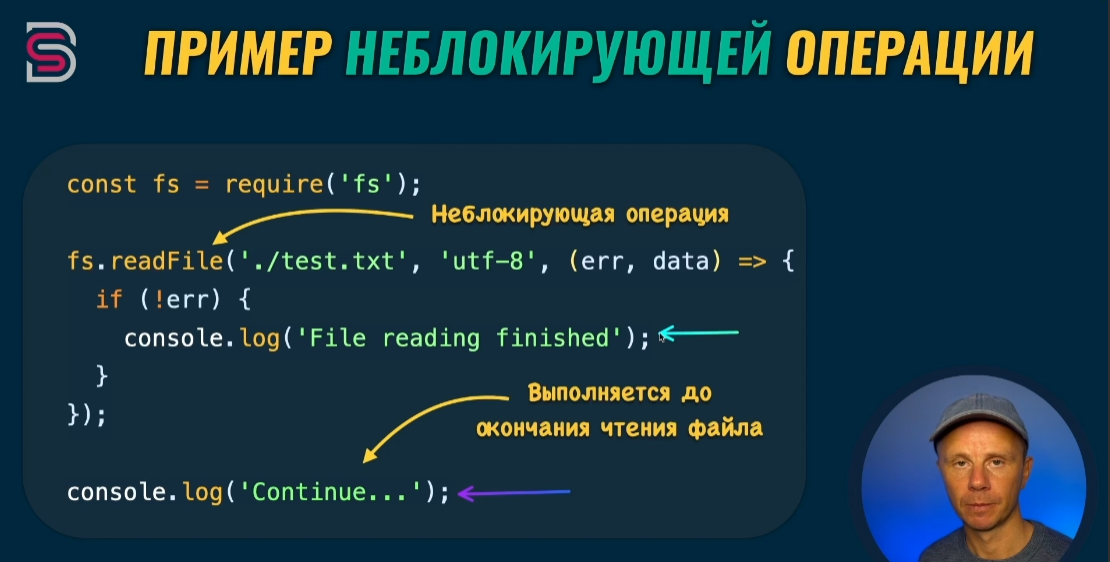 ПРИМЕР НЕБЛОКИРУЮЩЕЙ ОПЕРАЦИИ
const fs = require('fs');
Неблокирующая операция
fs.readFile('./test.txt', 'utf-8', (err, data) => {
if (!err) {
console.log('File reading finished');
}
});
Выполняется до
окончания чтения файла
console.log('Continue...');